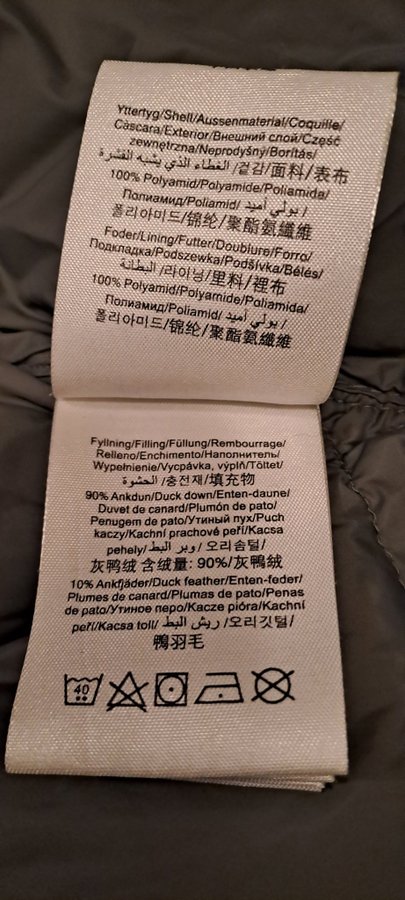 Yttertyg/Shell/Aussenmaterial/Coquille/
Cáscara/Exterior/Внешний слой/Część
zewnętrzna/Neprodyšný/Borítás/
الغطاء الذي يشبه القشرة /겉감/面料/表布
100% Polyamid/Polyamide/Poliamida/
Полиамид/Poliamid/ بولي أميد /
폴리아미드/锦纶/聚酯氨纖維
Foder/Lining/Futter/Doublure/Forro/
Подкладка/Podszewka/Podšívka/Bélés/
البطانة /라이닝/里料/裡布
100% Polyamid/Polyamide/Poliamida/
Полиамид/Poliamid/ بولي أميد /
폴리아미드/锦纶/聚酯氨纖維
Fyllning/Filling/Füllung/Rembourrage/
Relleno/Enchimento/Наполнитель/
Wypełnienie/Vycpávka, výplň/Töltet/
الحشوة /충전재/填充物
90% Ankdun/Duck down/Enten-daune/
Duvet de canard/Plumón de pato/
Penugem de pato/Утиный пух/Puch
kaczy/Kachní prachové peří/Kacsa
pehely/ وبر البط /오리솜털/
灰鸭绒 含绒量: 90%/灰鴨絨
10% Ankfjäder/Duck feather/Enten-feder/
Plumes de canard/Plumas de pato/Penas
de pato/Утиное перо/Kacze pióra/Kachní
peří/Kacsa toll/ ريش البط /오리깃털/
鴨羽毛
40